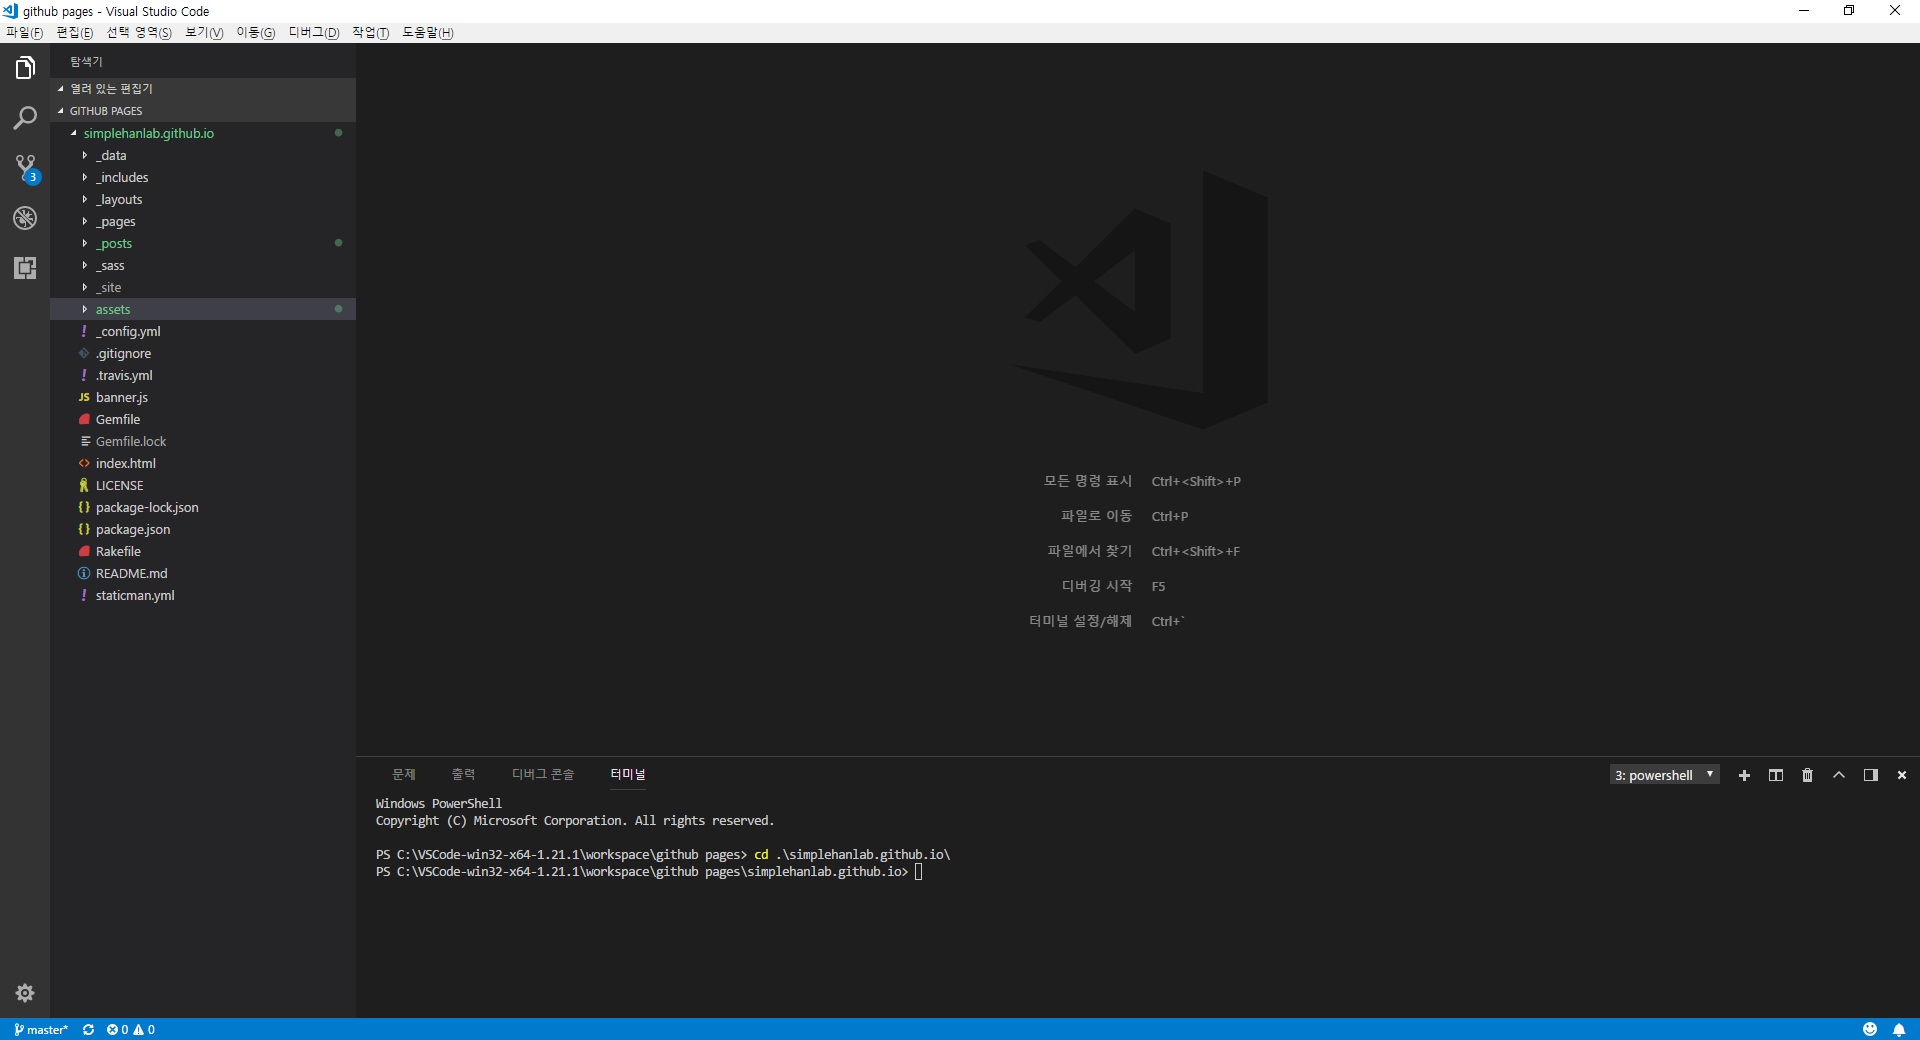 github pages - Visual Studio Code
파일(F) 편집(E) 선택 영역(S) 보기(V) 이동(G) 디버그(D) 작업(T) 도움말(H)
탐색기
열려 있는 편집기
GITHUB PAGES
simplehanlab.github.io
_data
_includes
_layouts
_pages
_posts
_sass
_site
assets
! _config.yml
.gitignore
! .travis.yml
JS banner.js
Gemfile
Gemfile.lock
<> index.html
LICENSE
{} package-lock.json
{} package.json
Rakefile
README.md
! staticman.yml
3
모든 명령 표시 Ctrl+<Shift>+P
파일로 이동 Ctrl+P
파일에서 찾기 Ctrl+<Shift>+F
디버깅 시작 F5
터미널 설정/해제 Ctrl+`
문제 출력 디버그 콘솔 터미널
3: powershell
Windows PowerShell
Copyright (C) Microsoft Corporation. All rights reserved.
PS C:\VSCode-win32-x64-1.21.1\workspace\github pages> cd .\simplehanlab.github.io\
PS C:\VSCode-win32-x64-1.21.1\workspace\github pages\simplehanlab.github.io>
master* 0 0